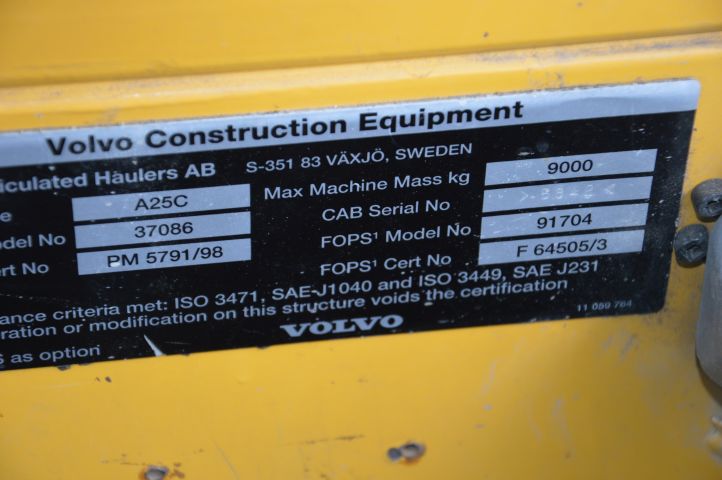 Volvo Construction Equipment
iculated Haulers AB S-351 83 VÄXJÖ, SWEDEN
e A25C Max Machine Mass kg 9000
odel No 37086 CAB Serial No
ert No PM 5791/98 FOPS¹ Model No 91704
FOPS¹ Cert No F 64505/3
ance criteria met: ISO 3471, SAE-J1040 and ISO 3449, SAE J231
ration or modification on this structure voids the certification
S as option VOLVO 11 059 764